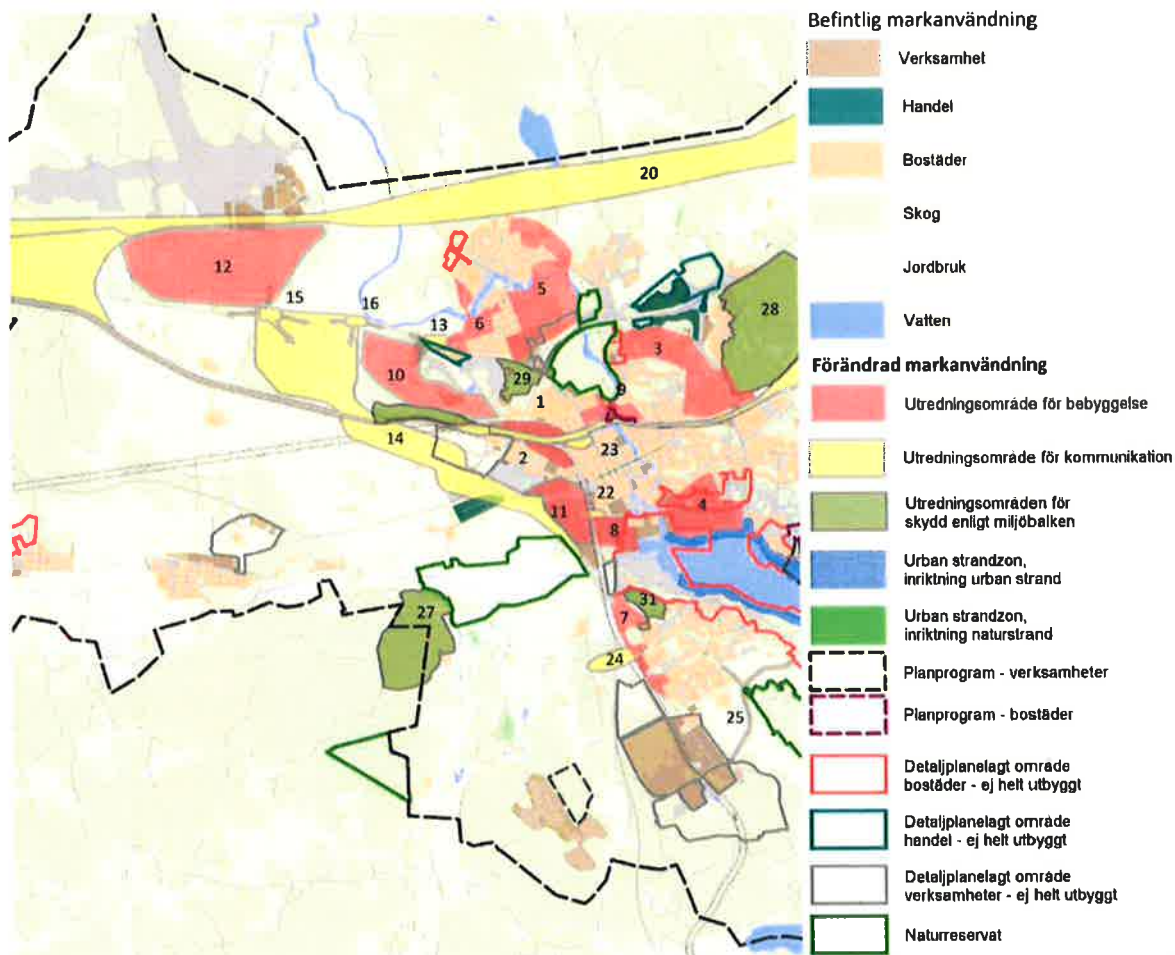 Befintlig markanvändning
Verksamhet
Handel
Bostäder
Skog
Jordbruk
Vatten
Förändrad markanvändning
Utredningsområde för bebyggelse
Utredningsområde för kommunikation
Utredningsområden för
skydd enligt miljöbalken
Urban strandzon,
inriktning urban strand
Urban strandzon,
inriktning naturstrand
Planprogram - verksamheter
Planprogram - bostäder
Detaljplanelagt område
bostäder - ej helt utbyggt
Detaljplanelagt område
handel - ej helt utbyggt
Detaljplanelagt område
verksamheter - ej helt utbyggt
Naturreservat
20
12
15
16
13
5
6
28
3
10
29
9
1
14
2
23
22
11
8
4
27
7
31
24
25